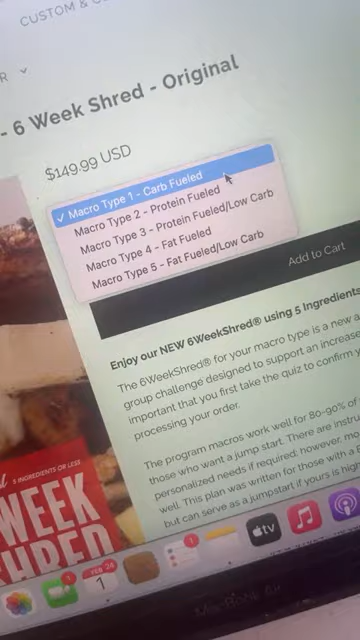 CUSTOM &
R
- 6 Week Shred - Original
$149.99 USD
✓ Macro Type 1 - Carb Fueled
Macro Type 2 - Protein Fueled
Macro Type 3 - Protein Fueled/Low Carb
Macro Type 4 - Fat Fueled
Macro Type 5 - Fat Fueled/Low Carb
Add to Cart
Enjoy our NEW 6WeekShred® using 5 Ingredients
The 6WeekShred® for your macro type is a new a
group challenge designed to support an increase
important that you first take the quiz to confirm y
processing your order.
The program macros work well for 80-90% of
those who want a jump start. There are instru
personalized needs if required; however, m
well. This plan was written for those with a B
but can serve as a jumpstart if yours is hig
5 INGREDIENTS OR LESS
WEEK
SHRED
FEB 28
1
1
1
tv
MacBook Air